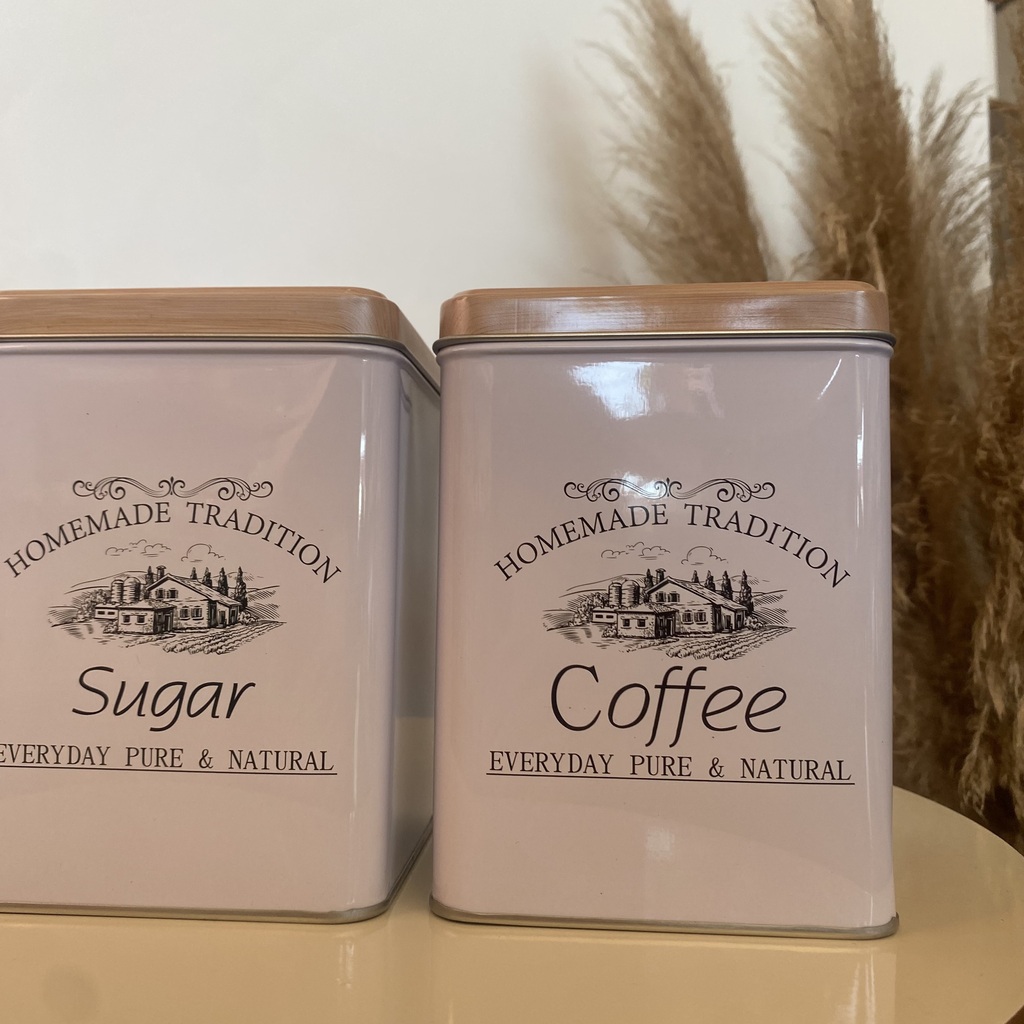 HOMEMADE TRADITION
Sugar
EVERYDAY PURE & NATURAL
HOMEMADE TRADITION
Coffee
EVERYDAY PURE & NATURAL